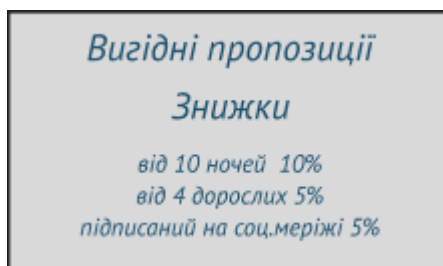 Вигідні пропозиції
Знижки
від 10 ночей 10%
від 4 дорослих 5%
підписаний на соц.меріжі 5%